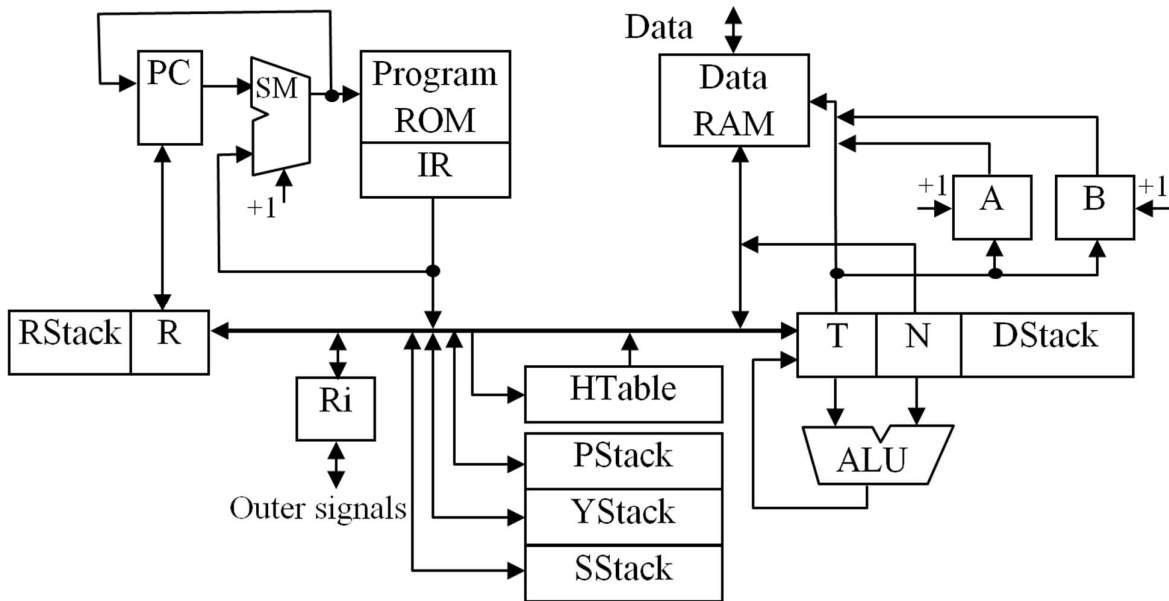 Data
PC
SM
Program
ROM
IR
+1
Data
RAM
+1
A
B
+1
RStack
R
T
N
DStack
Ri
HTable
PStack
YStack
SStack
ALU
Outer signals